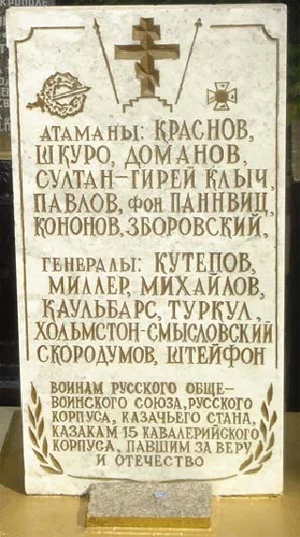 АТАМАНЫ: КРАСНОВ,
ШКУРО, ДОМАНОВ,
СУЛТАН-ГИРЕЙ КЛЫЧ,
ПАВЛОВ, ФОН ПАННВИЦ,
КОНОНОВ, ЗБОРОВСКИЙ,
ГЕНЕРАЛЫ: КУТЕПОВ,
МИЛЛЕР, МИХАЙЛОВ,
КАУЛЬБАРС, ТУРКУЛ,
ХОЛЬМСТОН-СМЫСЛОВСКИЙ
СКОРОДУМОВ, ШТЕЙФОН
ВОИНАМ РУССКОГО ОБЩЕ-
ВОИНСКОГО СОЮЗА, РУССКОГО
КОРПУСА, КАЗАЧЬЕГО СТАНА,
КАЗАКАМ 15 КАВАЛЕРИЙСКОГО
КОРПУСА, ПАВШИМ ЗА ВЕРУ
И ОТЕЧЕСТВО